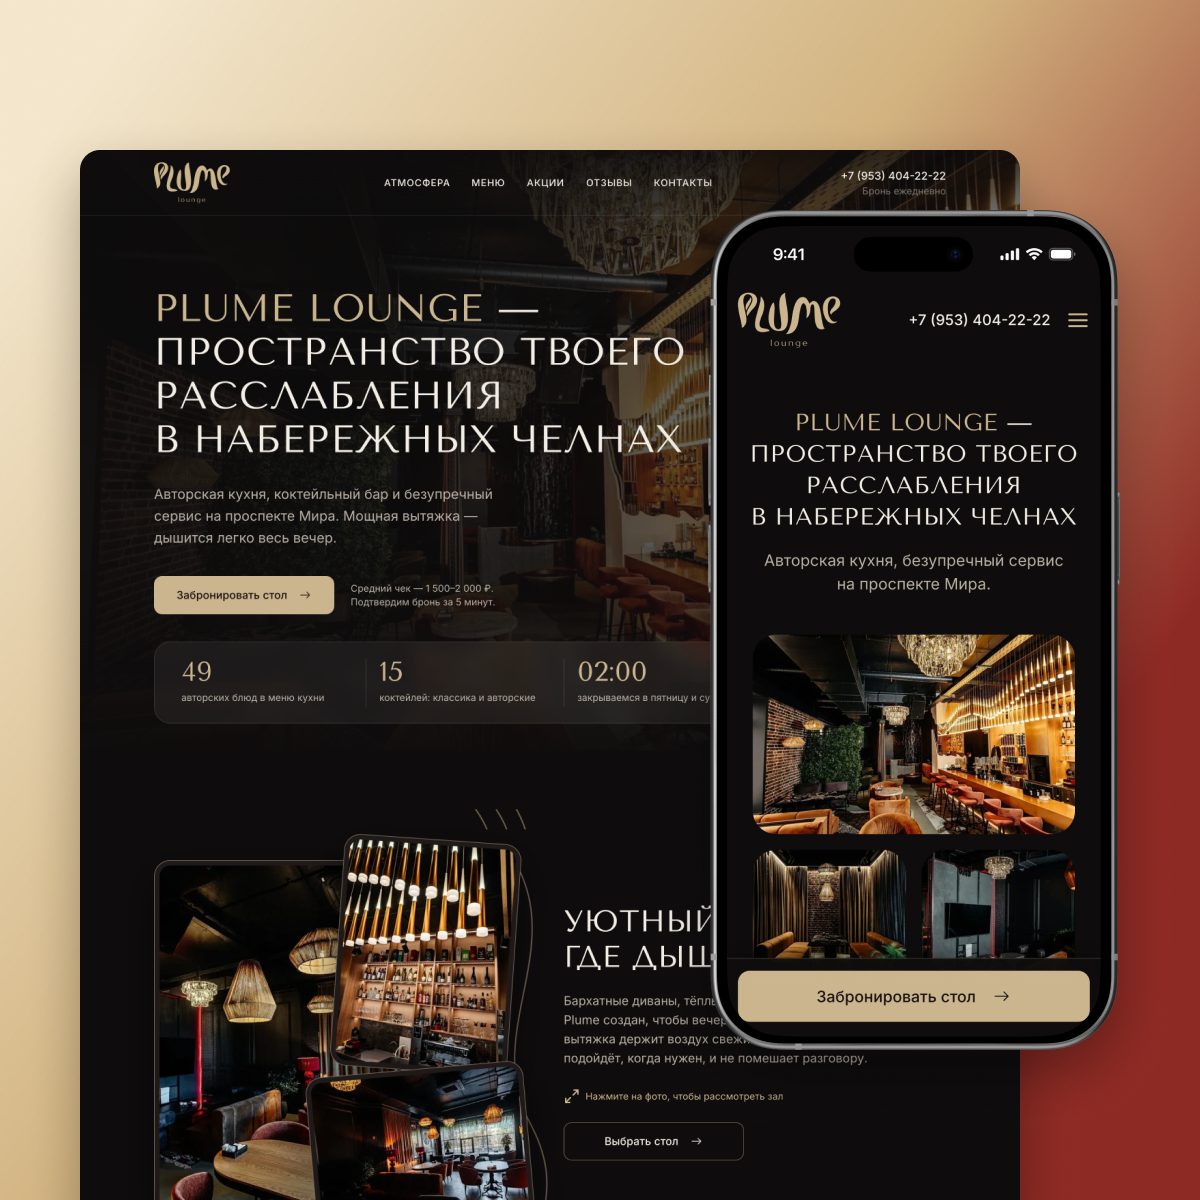 PLUME
lounge
АТМОСФЕРА МЕНЮ АКЦИИ ОТЗЫВЫ КОНТАКТЫ
+7 (953) 404-22-22
Бронь ежедневно
PLUME LOUNGE —
ПРОСТРАНСТВО ТВОЕГО
РАССЛАБЛЕНИЯ
В НАБЕРЕЖНЫХ ЧЕЛНАХ
Авторская кухня, коктейльный бар и безупречный
сервис на проспекте Мира. Мощная вытяжка —
дышится легко весь вечер.
Забронировать стол →
Средний чек — 1 500–2 000 ₽.
Подтвердим бронь за 5 минут.
49
авторских блюд в меню кухни
15
коктейлей: классика и авторские
02:00
закрываемся в пятницу и су
УЮТНЫЙ
ГДЕ ДЫШ
Бархатные диваны, тёплы
Plume создан, чтобы вечер
вытяжка держит воздух свежи
подойдёт, когда нужен, и не помешает разговору.
Нажмите на фото, чтобы рассмотреть зал
Выбрать стол →
9:41
PLUME
lounge
+7 (953) 404-22-22
PLUME LOUNGE —
ПРОСТРАНСТВО ТВОЕГО
РАССЛАБЛЕНИЯ
В НАБЕРЕЖНЫХ ЧЕЛНАХ
Авторская кухня, безупречный сервис
на проспекте Мира.
Забронировать стол →